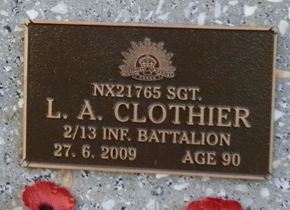 NX21765 SGT.
L. A. CLOTHIER
2/13 INF. BATTALION
27. 6. 2009 AGE 90